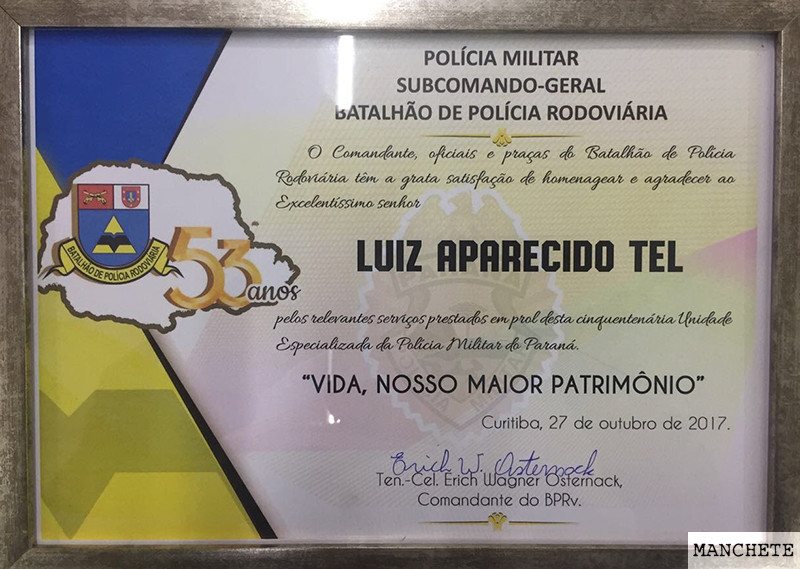 POLÍCIA MILITAR
SUBCOMANDO-GERAL
BATALHÃO DE POLÍCIA RODOVIÁRIA
O Comandante, oficiais e praças do Batalhão de Polícia
Rodoviária têm a grata satisfação de homenagear e agradecer ao
Excelentíssimo senhor
BATALHÃO DE POLÍCIA RODOVIÁRIA
53
anos
LUIZ APARECIDO TEL
pelos relevantes serviços prestados em prol desta cinquentenária Unidade
Especializada da Polícia Militar do Paraná.
“VIDA, NOSSO MAIOR PATRIMÔNIO”
Curitiba, 27 de outubro de 2017.
Erich W. Osternack
Ten.-Cel. Erich Wagner Osternack,
Comandante do BPRv.
MANCHETE